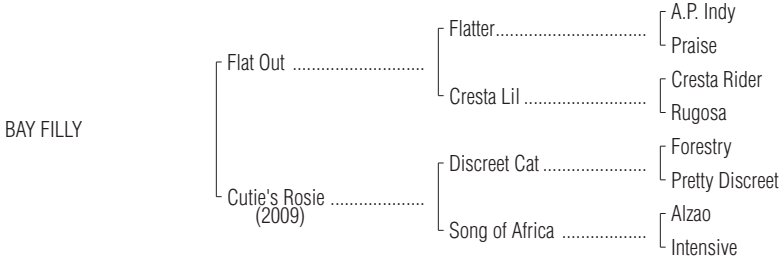 A.P. Indy
Flatter
Praise
Flat Out
Cresta Rider
Cresta Lil
Rugosa
BAY FILLY
Forestry
Discreet Cat
Pretty Discreet
Cutie's Rosie
(2009)
Alzao
Song of Africa
Intensive